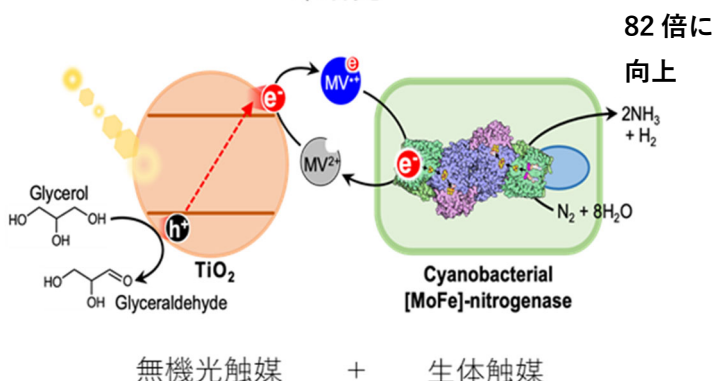 82 倍に
向上
e
MV•+
e-
2NH3
+ H2
MV2+
e-
Glycerol
HO
OH
OH
N2 + 8H2O
h+
TiO2
HO
O
OH
Glyceraldehyde
Cyanobacterial
[MoFe]-nitrogenase
無機光触媒 + 生体触媒